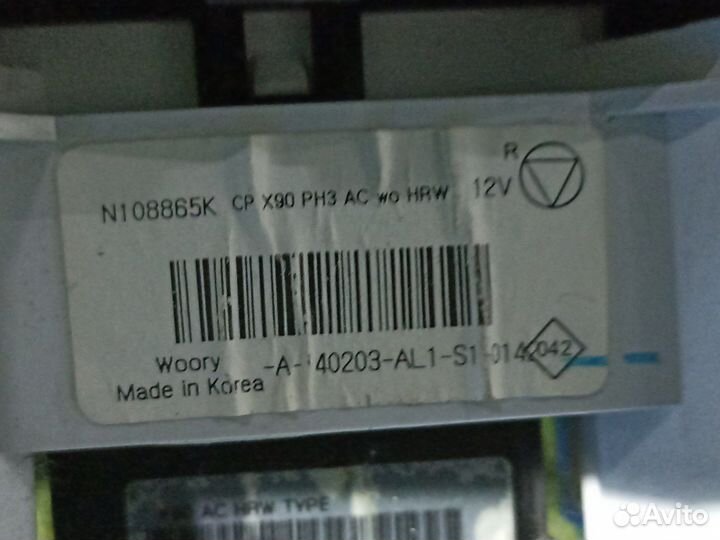 N108865K CP X90 PH3 AC wo HRW 12V R
Woory -A- 40203-AL1-S1-0142
042
Made in Korea
AC HRW TYPE
Avito